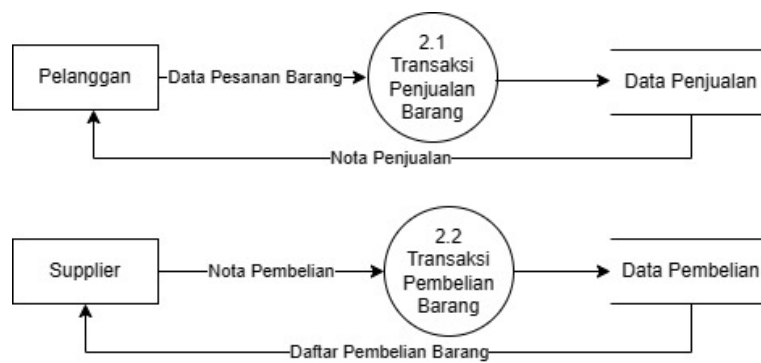 Pelanggan
Data Pesanan Barang
2.1
Transaksi
Penjualan
Barang
Data Penjualan
Nota Penjualan
Supplier
Nota Pembelian
2.2
Transaksi
Pembelian
Barang
Data Pembelian
Daftar Pembelian Barang